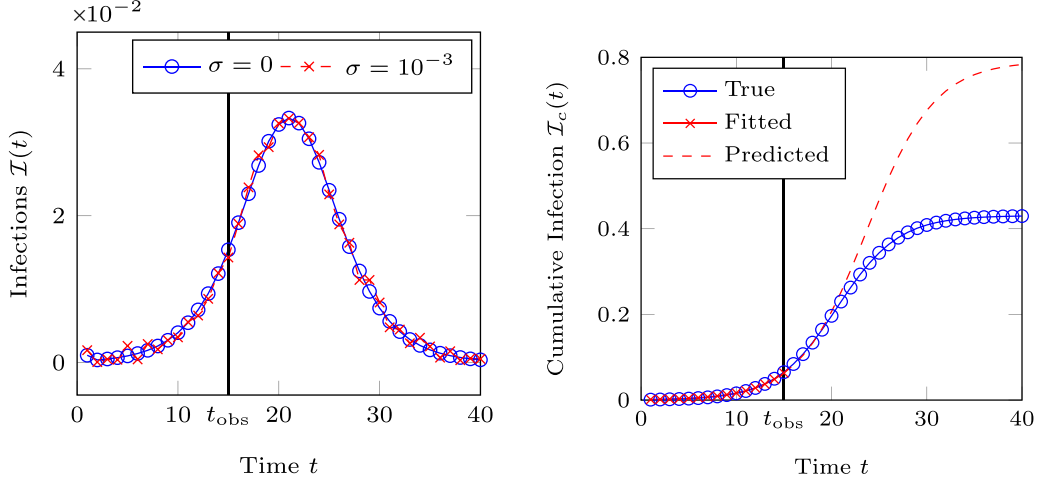 ×10⁻²
4
2
0
0
10
t_obs
20
30
40
Infections 𝓘(t)
Time t
σ = 0
σ = 10⁻³
0.8
0.6
0.4
0.2
0
0
10
t_obs
20
30
40
Cumulative Infection 𝓘_c(t)
Time t
True
Fitted
Predicted